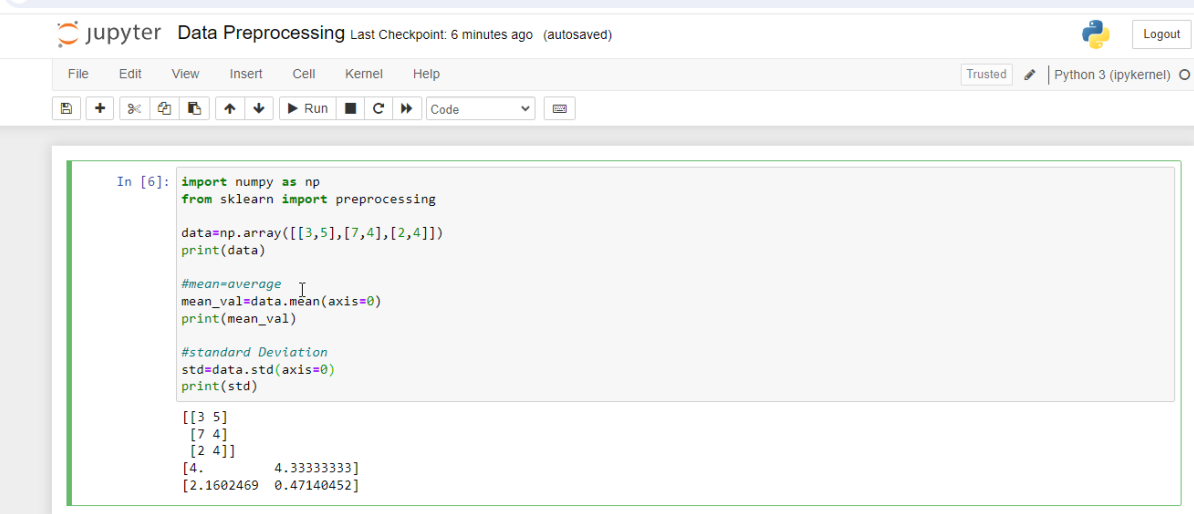 jupyter Data Preprocessing Last Checkpoint: 6 minutes ago (autosaved)
Logout
File Edit View Insert Cell Kernel Help
Trusted Python 3 (ipykernel)
Run Code
In [6]: import numpy as np
from sklearn import preprocessing
data=np.array([[3,5],[7,4],[2,4]])
print(data)
#mean=average
mean_val=data.mean(axis=0)
print(mean_val)
#standard Deviation
std=data.std(axis=0)
print(std)
[[3 5]
[7 4]
[2 4]]
[4. 4.33333333]
[2.1602469 0.47140452]